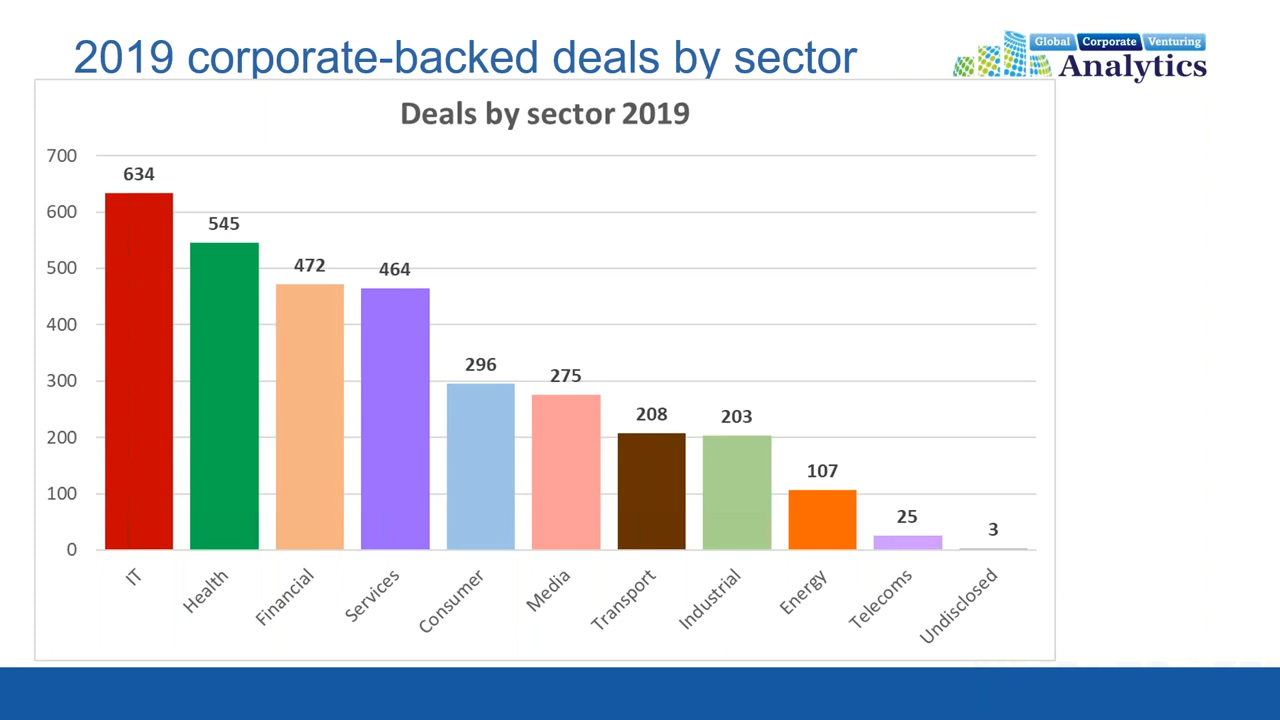 2019 corporate-backed deals by sector
Global Corporate Venturing
Analytics
Deals by sector 2019
700
600
500
400
300
200
100
0
634
545
472
464
296
275
208
203
107
25
3
IT
Health
Financial
Services
Consumer
Media
Transport
Industrial
Energy
Telecoms
Undisclosed